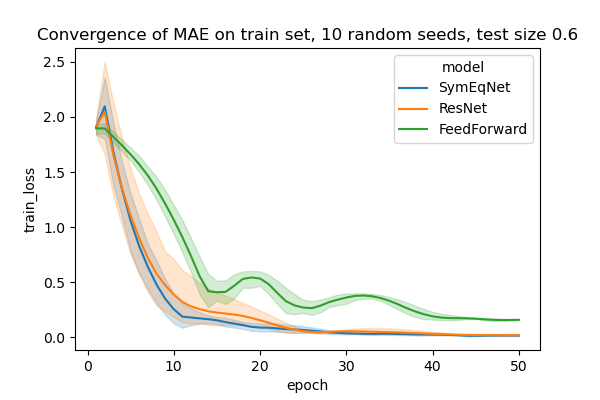 Convergence of MAE on train set, 10 random seeds, test size 0.6
model
SymEqNet
ResNet
FeedForward
train_loss
2.5
2.0
1.5
1.0
0.5
0.0
0 10 20 30 40 50
epoch